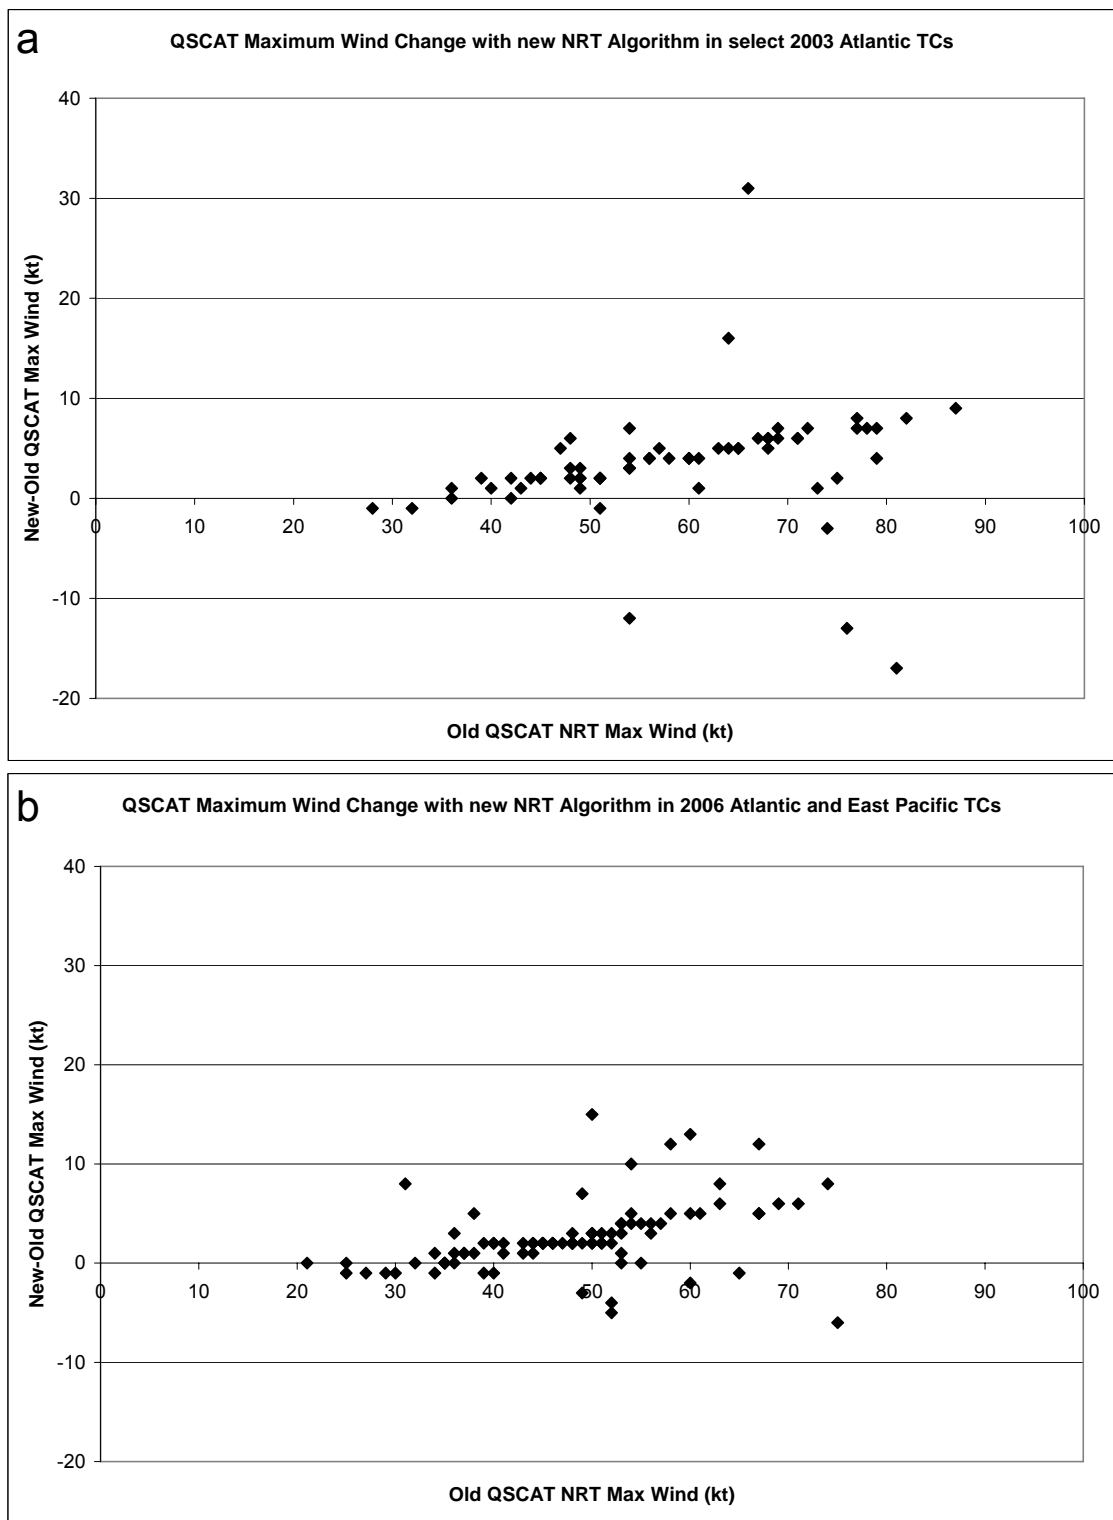 a
QSCAT Maximum Wind Change with new NRT Algorithm in select 2003 Atlantic TCs
40
30
20
10
0
-10
-20
0 10 20 30 40 50 60 70 80 90 100
New-Old QSCAT Max Wind (kt)
Old QSCAT NRT Max Wind (kt)
b
QSCAT Maximum Wind Change with new NRT Algorithm in 2006 Atlantic and East Pacific TCs
40
30
20
10
0
-10
-20
0 10 20 30 40 50 60 70 80 90 100
New-Old QSCAT Max Wind (kt)
Old QSCAT NRT Max Wind (kt)